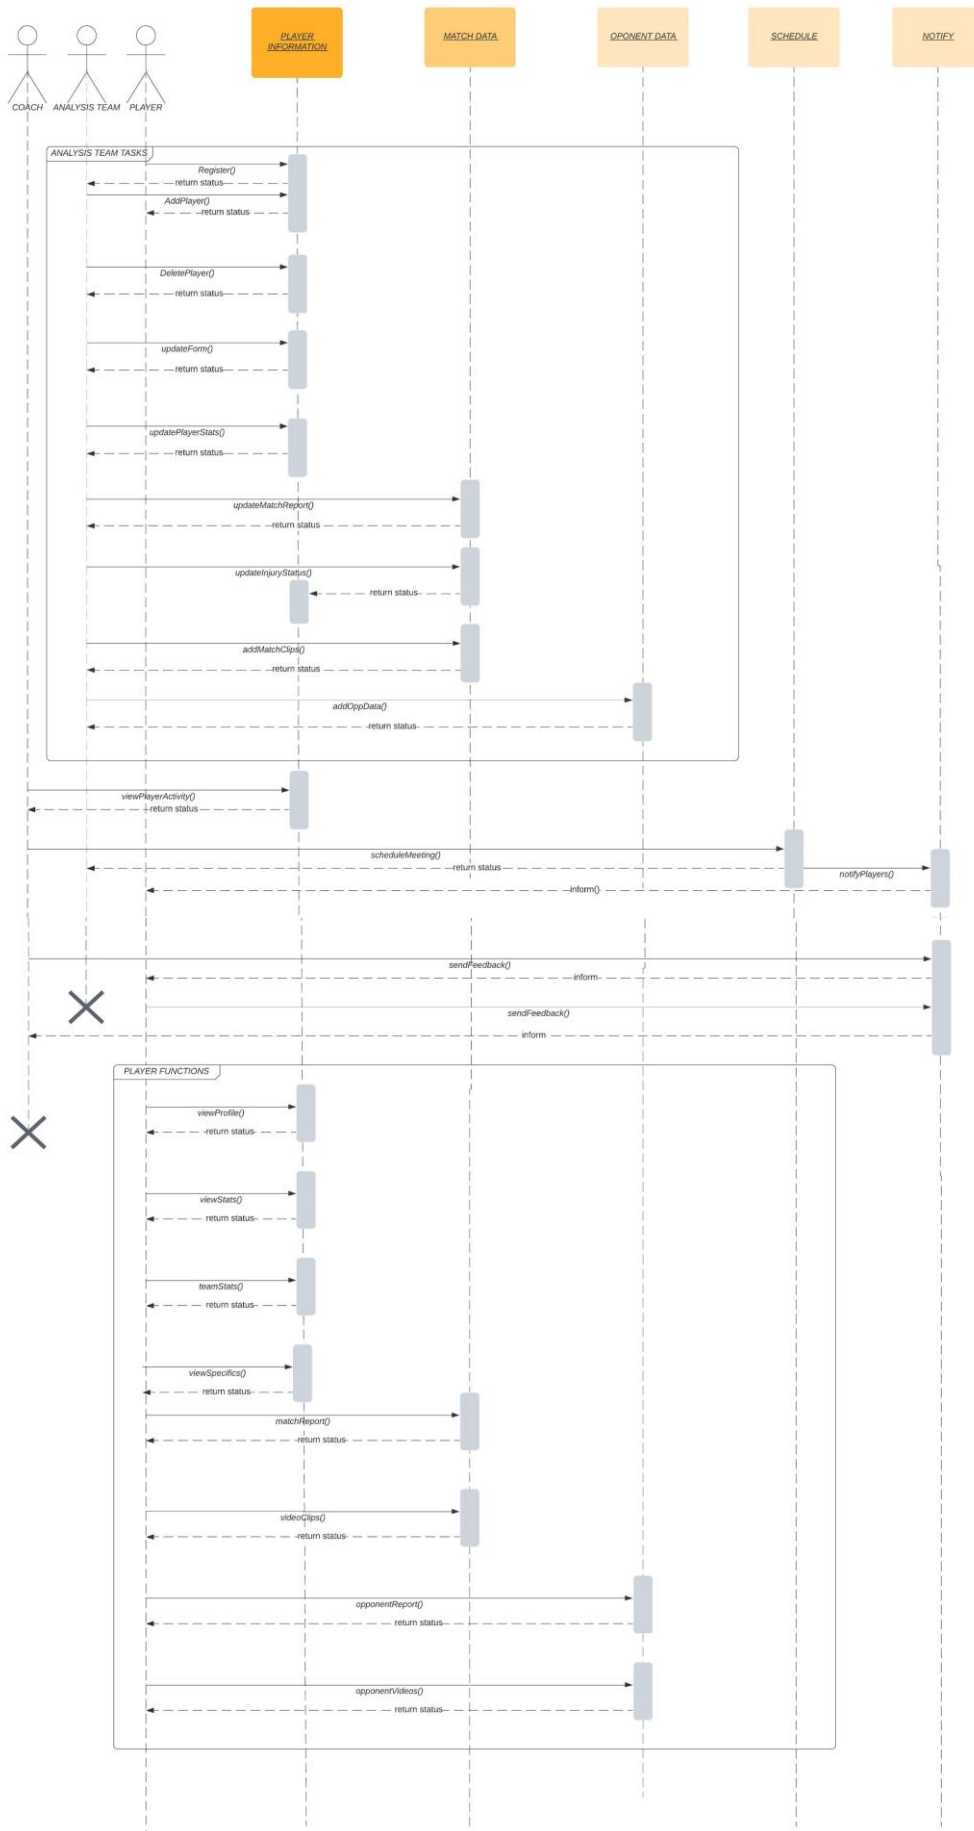 PLAYER
INFORMATION
MATCH DATA
OPONENT DATA
SCHEDULE
NOTIFY
COACH
ANALYSIS TEAM
PLAYER
ANALYSIS TEAM TASKS
Register()
return status
AddPlayer()
return status
DeletePlayer()
return status
updateForm()
return status
updatePlayerStats()
return status
updateMatchReport()
return status
updateInjuryStatus()
return status
addMatchClips()
return status
addOppData()
return status
viewPlayerActivity()
return status
scheduleMeeting()
return status
notifyPlayers()
inform()
sendFeedback()
inform
sendFeedback()
inform
PLAYER FUNCTIONS
viewProfile()
return status
viewStats()
return status
teamStats()
return status
viewSpecifics()
return status
matchReport()
return status
videoClips()
return status
opponentReport()
return status
opponentVideos()
return status